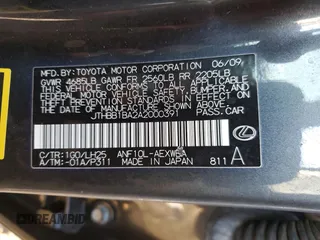 MFD. BY: TOYOTA MOTOR CORPORATION 06/09
GVWR 4685LB GAWR FR 2560LB RR 2205LB
THIS VEHICLE CONFORMS TO ALL APPLICABLE
FEDERAL MOTOR VEHICLE SAFETY, BUMPER, AND
THEFT PREVENTION STANDARDS IN EFFECT ON
THE DATE OF MANUFACTURE SHOWN ABOVE.
JTHBB1BA2A2000391 PASS.CAR
C/TR:1G0/LH25 ANF10L-AEXWBA
A/TM:-01A/P311 MADE IN JAPAN 811 A
LEXUS